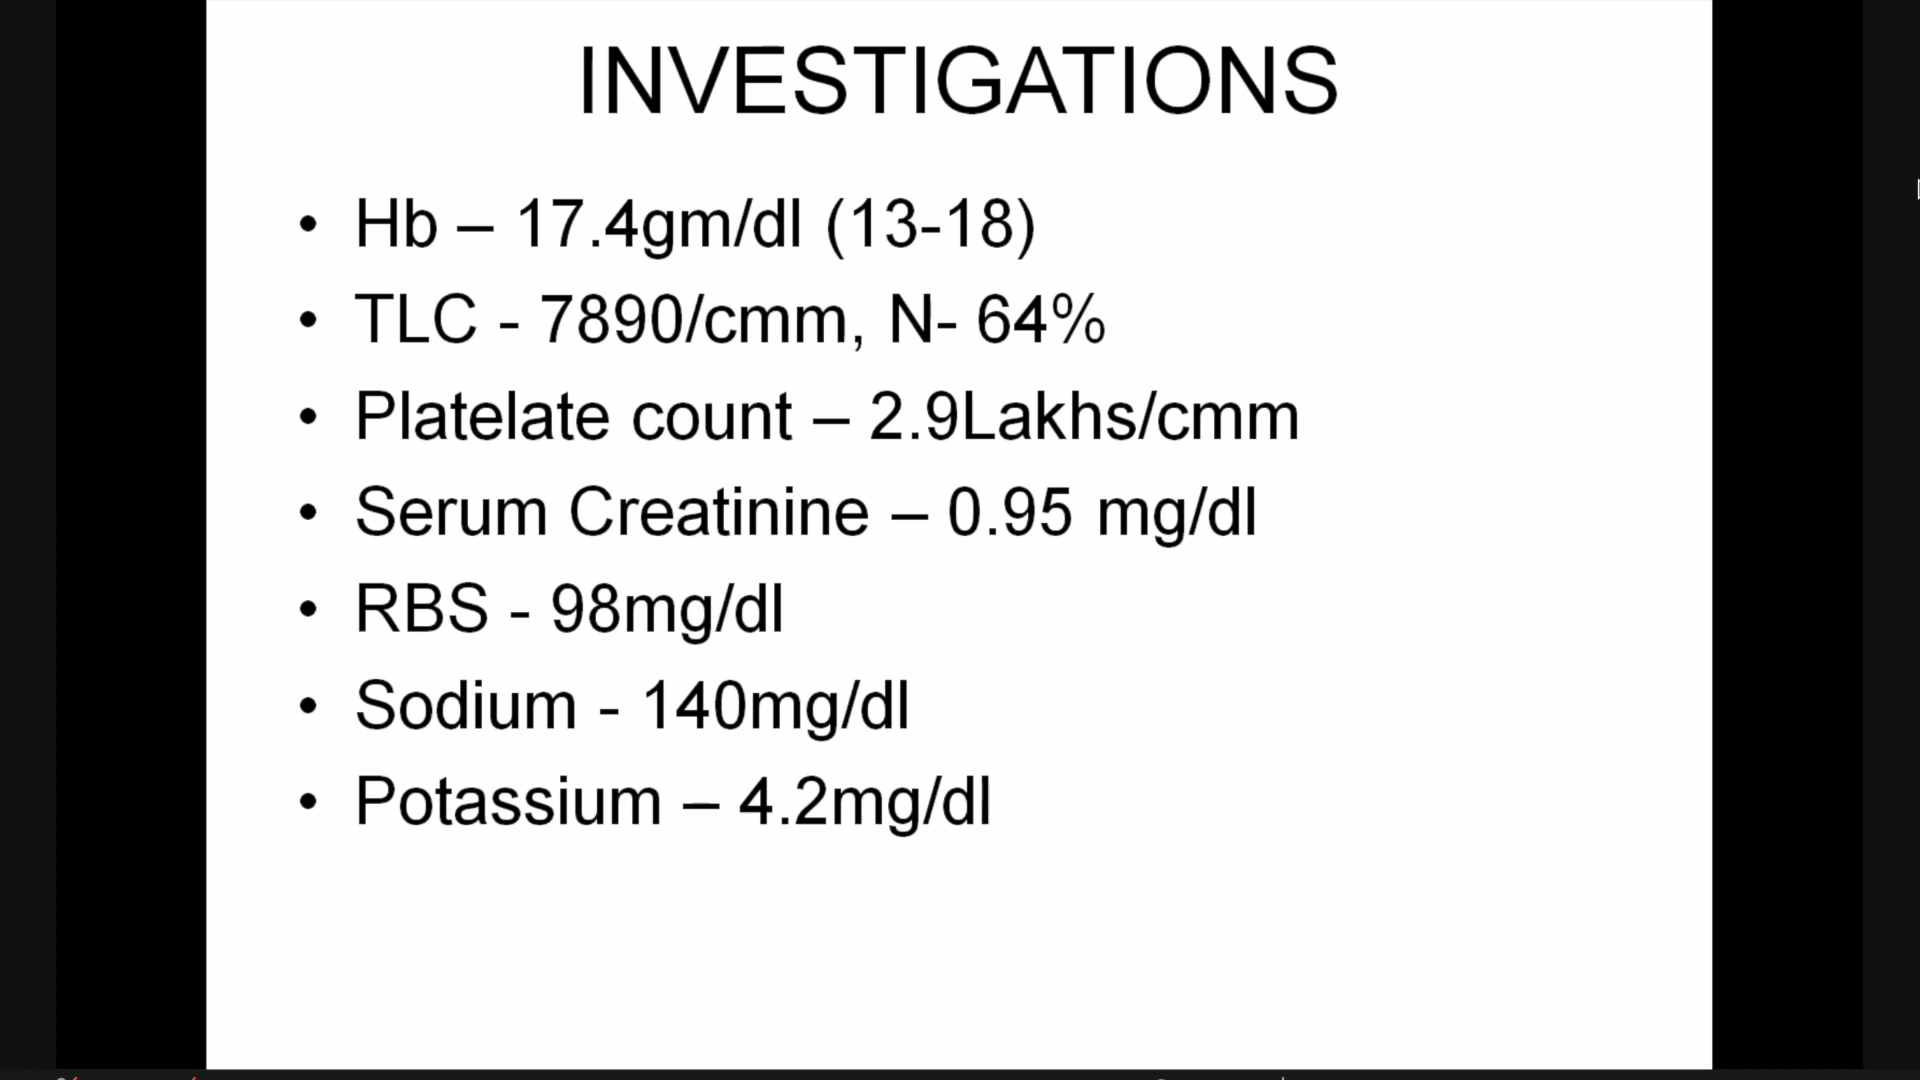 INVESTIGATIONS
• Hb – 17.4gm/dl (13-18)
• TLC - 7890/cmm, N- 64%
• Platelate count – 2.9Lakhs/cmm
• Serum Creatinine – 0.95 mg/dl
• RBS - 98mg/dl
• Sodium - 140mg/dl
• Potassium – 4.2mg/dl